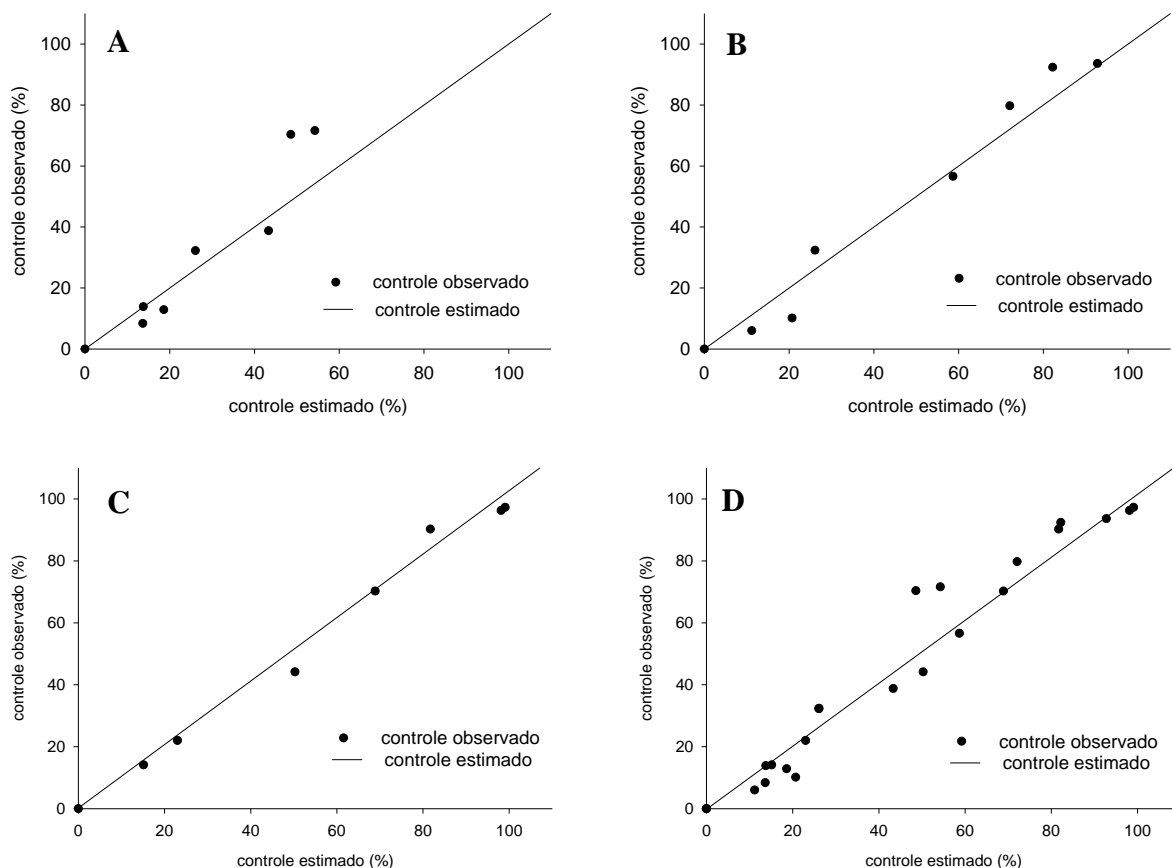 A
controle observado (%)
100
80
60
40
20
0
controle observado
controle estimado
0 20 40 60 80 100
controle estimado (%)
B
controle observado (%)
100
80
60
40
20
0
controle observado
controle estimado
0 20 40 60 80 100
controle estimado (%)
C
controle observado (%)
100
80
60
40
20
0
controle observado
controle estimado
0 20 40 60 80 100
controle estimado (%)
D
controle observado (%)
100
80
60
40
20
0
controle observado
controle estimado
0 20 40 60 80 100
controle estimado (%)